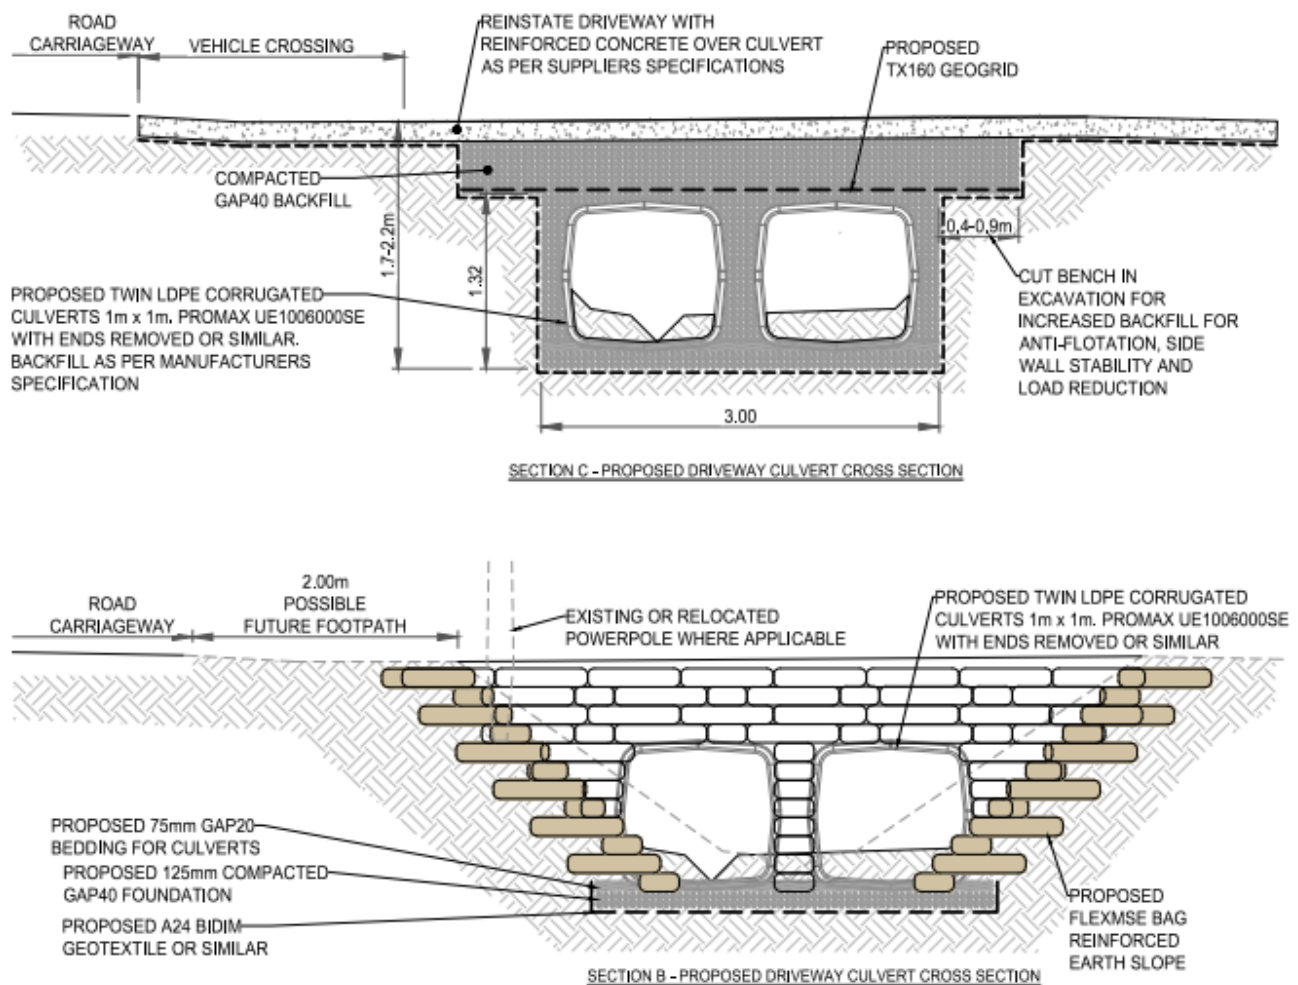 ROAD
CARRIAGEWAY
VEHICLE CROSSING
REINSTATE DRIVEWAY WITH
REINFORCED CONCRETE OVER CULVERT
AS PER SUPPLIERS SPECIFICATIONS
PROPOSED
TX160 GEOGRID
COMPACTED
GAP40 BACKFILL
1.7-2.2m
1.32
0.4-0.9m
PROPOSED TWIN LDPE CORRUGATED
CULVERTS 1m x 1m. PROMAX UE1006000SE
WITH ENDS REMOVED OR SIMILAR.
BACKFILL AS PER MANUFACTURERS
SPECIFICATION
CUT BENCH IN
EXCAVATION FOR
INCREASED BACKFILL FOR
ANTI-FLOTATION, SIDE
WALL STABILITY AND
LOAD REDUCTION
3.00
SECTION C - PROPOSED DRIVEWAY CULVERT CROSS SECTION
ROAD
CARRIAGEWAY
2.00m
POSSIBLE
FUTURE FOOTPATH
EXISTING OR RELOCATED
POWERPOLE WHERE APPLICABLE
PROPOSED TWIN LDPE CORRUGATED
CULVERTS 1m x 1m. PROMAX UE1006000SE
WITH ENDS REMOVED OR SIMILAR
PROPOSED 75mm GAP20
BEDDING FOR CULVERTS
PROPOSED 125mm COMPACTED
GAP40 FOUNDATION
PROPOSED A24 BIDIM
GEOTEXTILE OR SIMILAR
PROPOSED
FLEXMSE BAG
REINFORCED
EARTH SLOPE
SECTION B - PROPOSED DRIVEWAY CULVERT CROSS SECTION